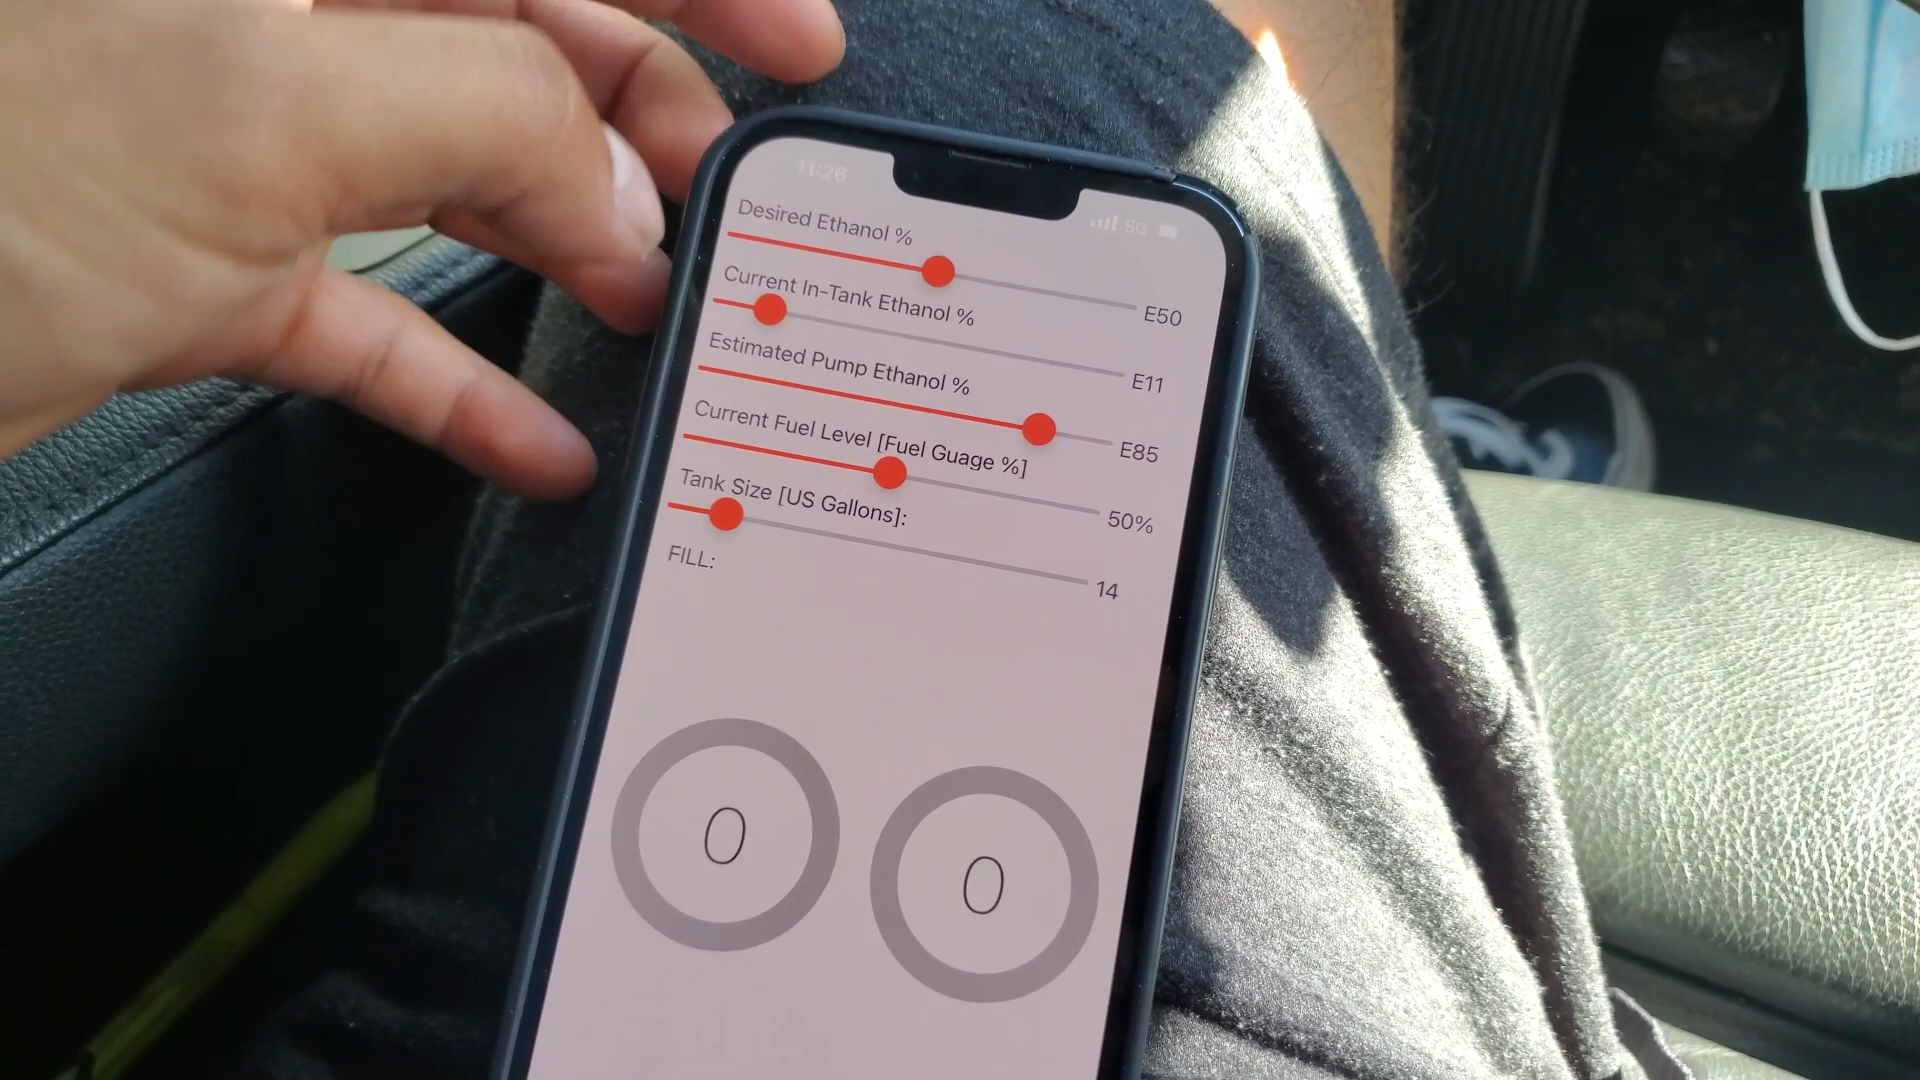 11:26
5G
Desired Ethanol %
E50
Current In-Tank Ethanol %
E11
Estimated Pump Ethanol %
E85
Current Fuel Level [Fuel Guage %]
50%
Tank Size [US Gallons]:
14
FILL:
0
0